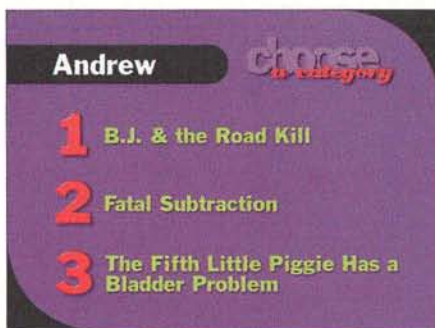 Andrew
choose
a category
1 B.J. & the Road Kill
2 Fatal Subtraction
3 The Fifth Little Piggie Has a
Bladder Problem